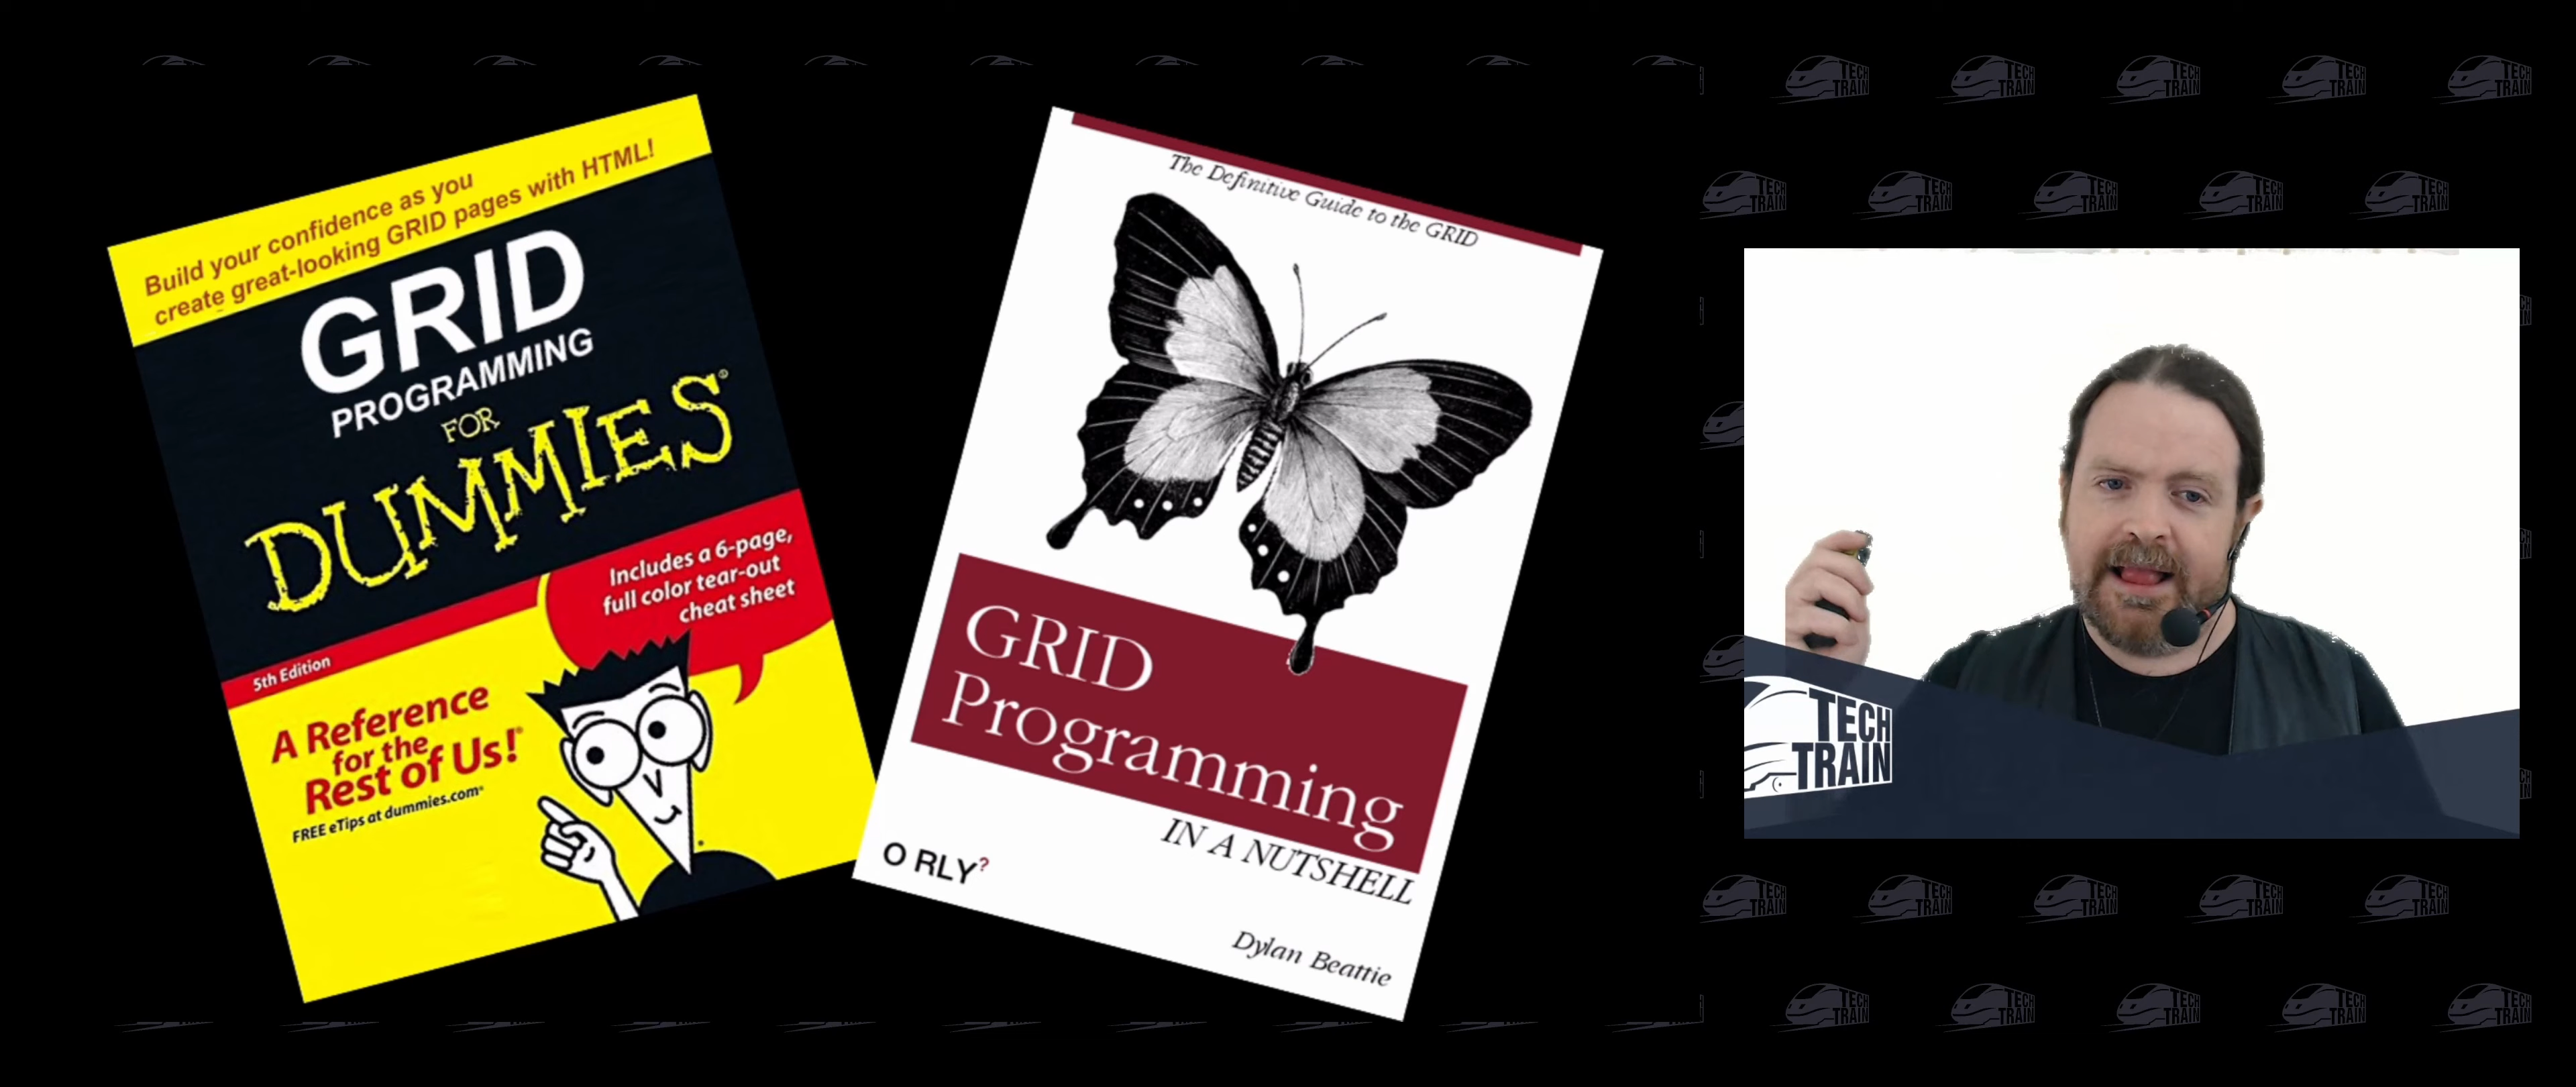 Build your confidence as you
create great-looking GRID pages with HTML!
GRID
PROGRAMMING
FOR
DUMMIES®
Includes a 6-page,
full color tear-out
cheat sheet
5th Edition
A Reference
for the
Rest of Us!®
FREE eTips at dummies.com®
The Definitive Guide to the GRID
GRID
Programming
IN A NUTSHELL
O RLY?
Dylan Beattie
TECH
TRAIN